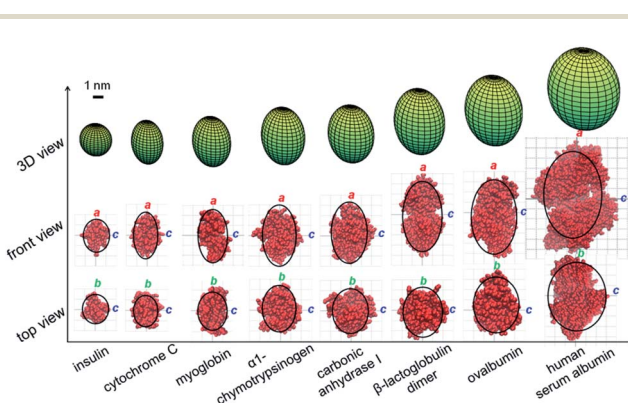 1 nm
3D view
front view
top view
a
a
a
a
a
a
a
a
c
c
c
c
c
c
c
c
b
b
b
b
b
b
b
b
c
c
c
c
c
c
c
c
insulin
cytochrome C
myoglobin
α1-
chymotrypsinogen
carbonic
anhydrase I
β-lactoglobulin
dimer
ovalbumin
human
serum albumin